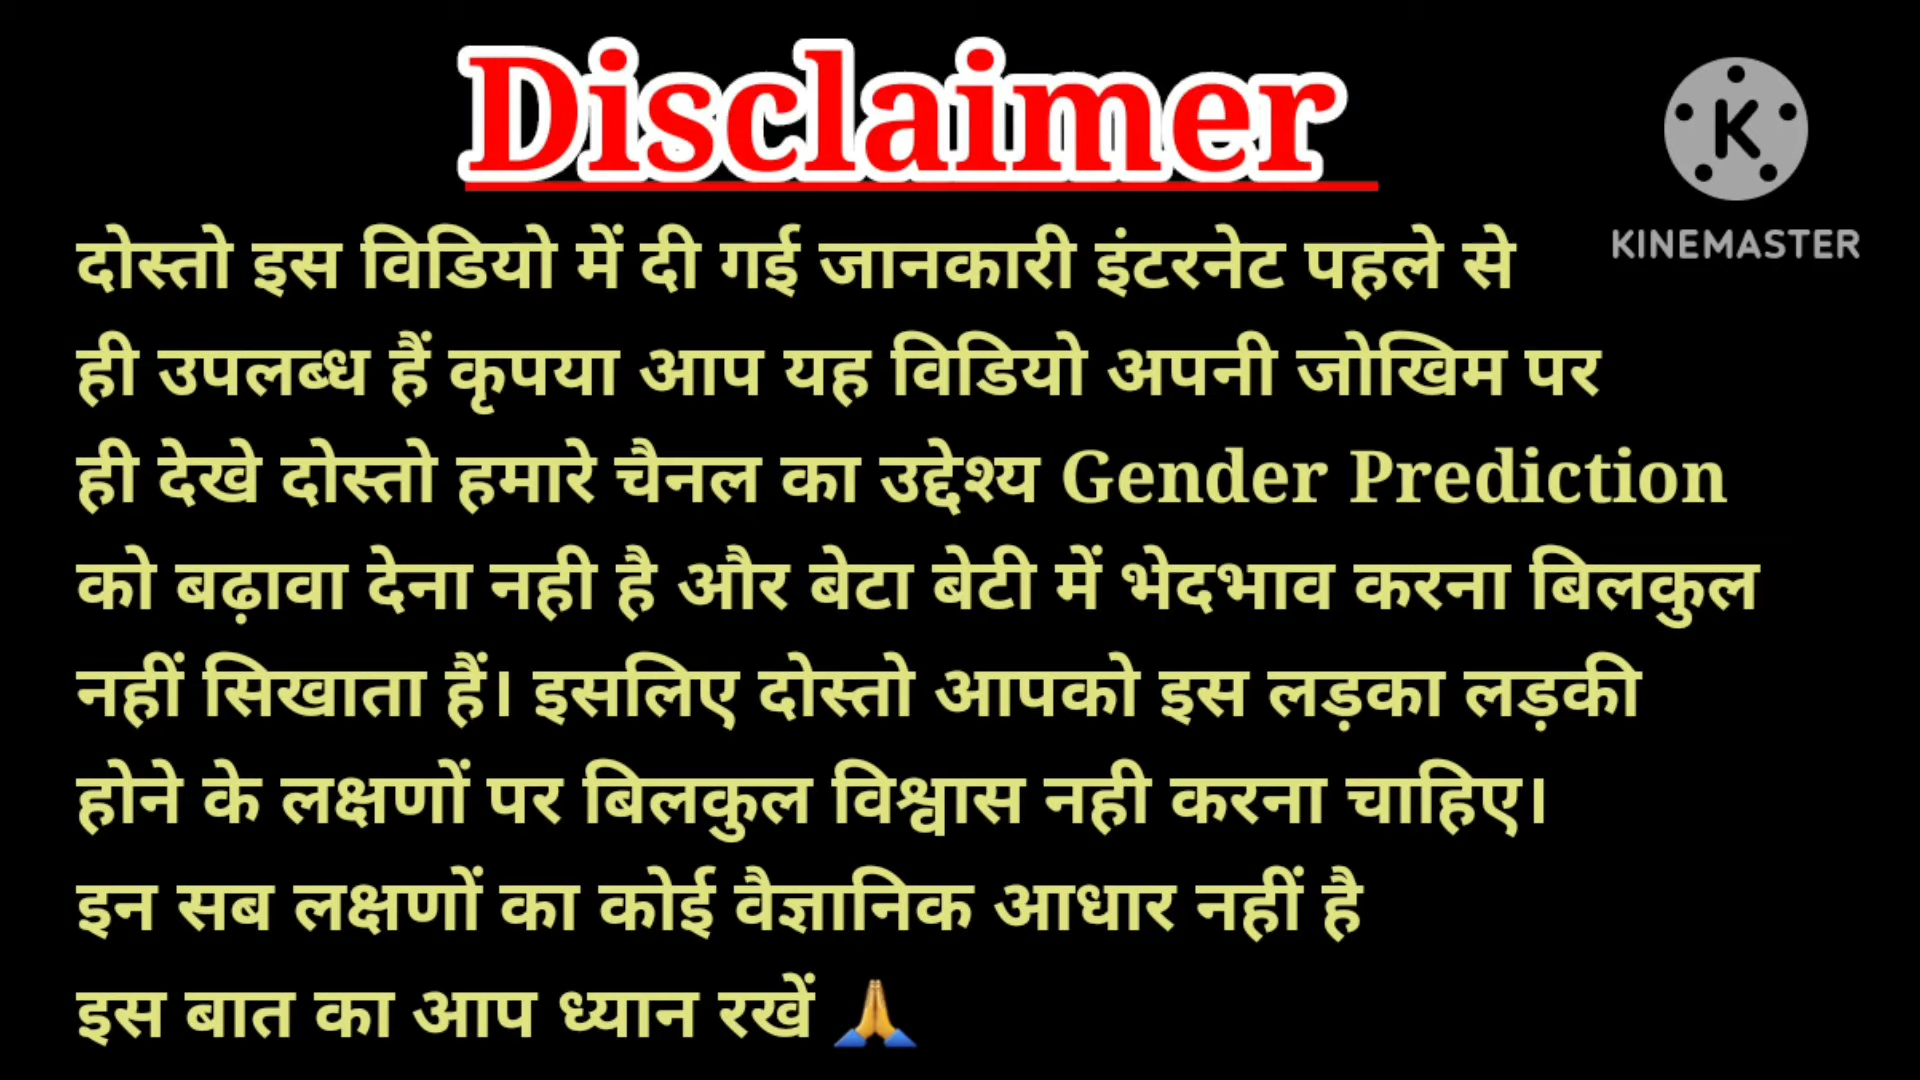 Disclaimer
KINEMASTER
दोस्तो इस विडियो में दी गई जानकारी इंटरनेट पहले से
ही उपलब्ध हैं कृपया आप यह विडियो अपनी जोखिम पर
ही देखे दोस्तो हमारे चैनल का उद्देश्य Gender Prediction
को बढ़ावा देना नही है और बेटा बेटी में भेदभाव करना बिलकुल
नहीं सिखाता हैं। इसलिए दोस्तो आपको इस लड़का लड़की
होने के लक्षणों पर बिलकुल विश्वास नही करना चाहिए।
इन सब लक्षणों का कोई वैज्ञानिक आधार नहीं है
इस बात का आप ध्यान रखें 🙏